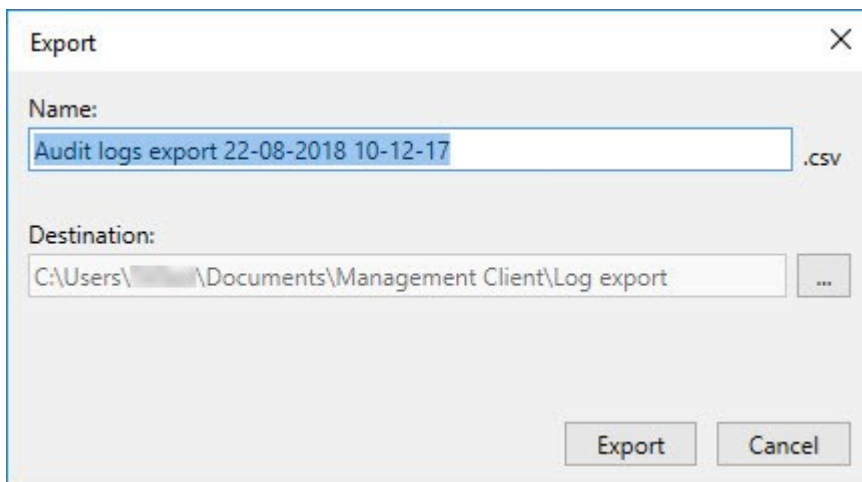 Export
Name:
Audit logs export 22-08-2018 10-12-17
.csv
Destination:
C:\Users\ \Documents\Management Client\Log export
...
Export
Cancel